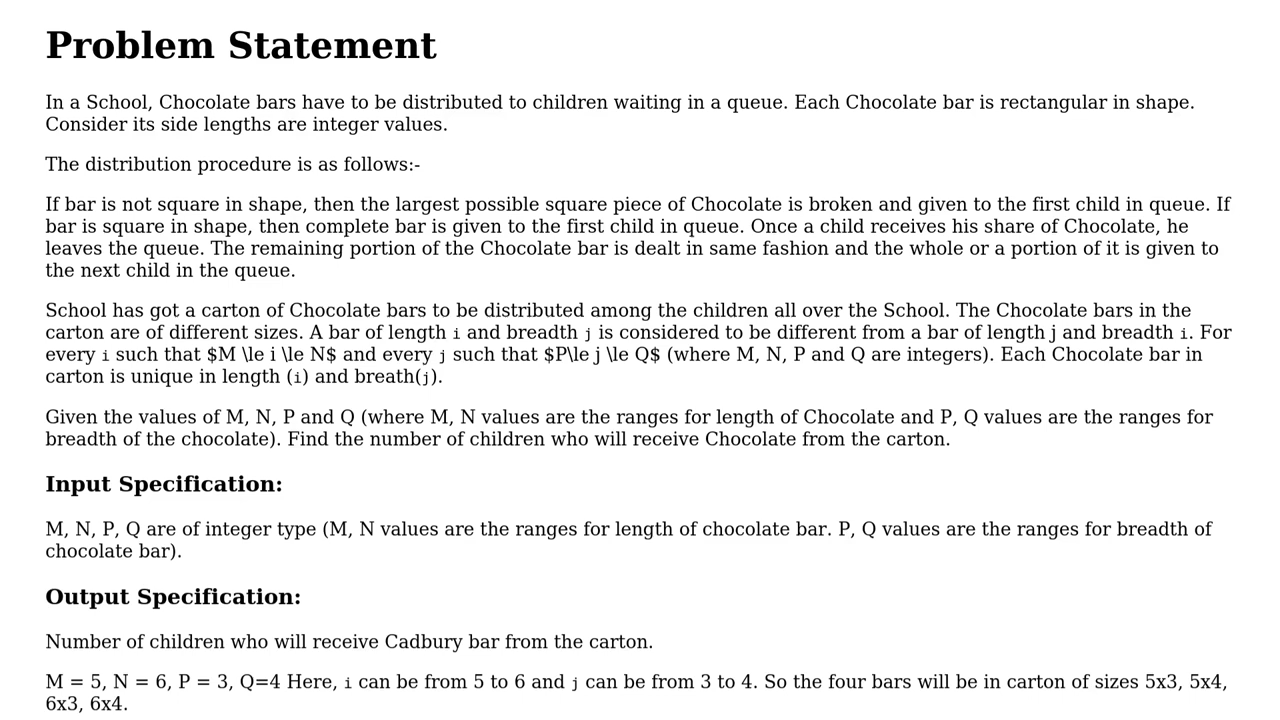 Problem Statement
In a School, Chocolate bars have to be distributed to children waiting in a queue. Each Chocolate bar is rectangular in shape.
Consider its side lengths are integer values.
The distribution procedure is as follows:-
If bar is not square in shape, then the largest possible square piece of Chocolate is broken and given to the first child in queue. If
bar is square in shape, then complete bar is given to the first child in queue. Once a child receives his share of Chocolate, he
leaves the queue. The remaining portion of the Chocolate bar is dealt in same fashion and the whole or a portion of it is given to
the next child in the queue.
School has got a carton of Chocolate bars to be distributed among the children all over the School. The Chocolate bars in the
carton are of different sizes. A bar of length i and breadth j is considered to be different from a bar of length j and breadth i. For
every i such that $M \le i \le N$ and every j such that $P\le j \le Q$ (where M, N, P and Q are integers). Each Chocolate bar in
carton is unique in length (i) and breath(j).
Given the values of M, N, P and Q (where M, N values are the ranges for length of Chocolate and P, Q values are the ranges for
breadth of the chocolate). Find the number of children who will receive Chocolate from the carton.
Input Specification:
M, N, P, Q are of integer type (M, N values are the ranges for length of chocolate bar. P, Q values are the ranges for breadth of
chocolate bar).
Output Specification:
Number of children who will receive Cadbury bar from the carton.
M = 5, N = 6, P = 3, Q=4 Here, i can be from 5 to 6 and j can be from 3 to 4. So the four bars will be in carton of sizes 5x3, 5x4,
6x3, 6x4.